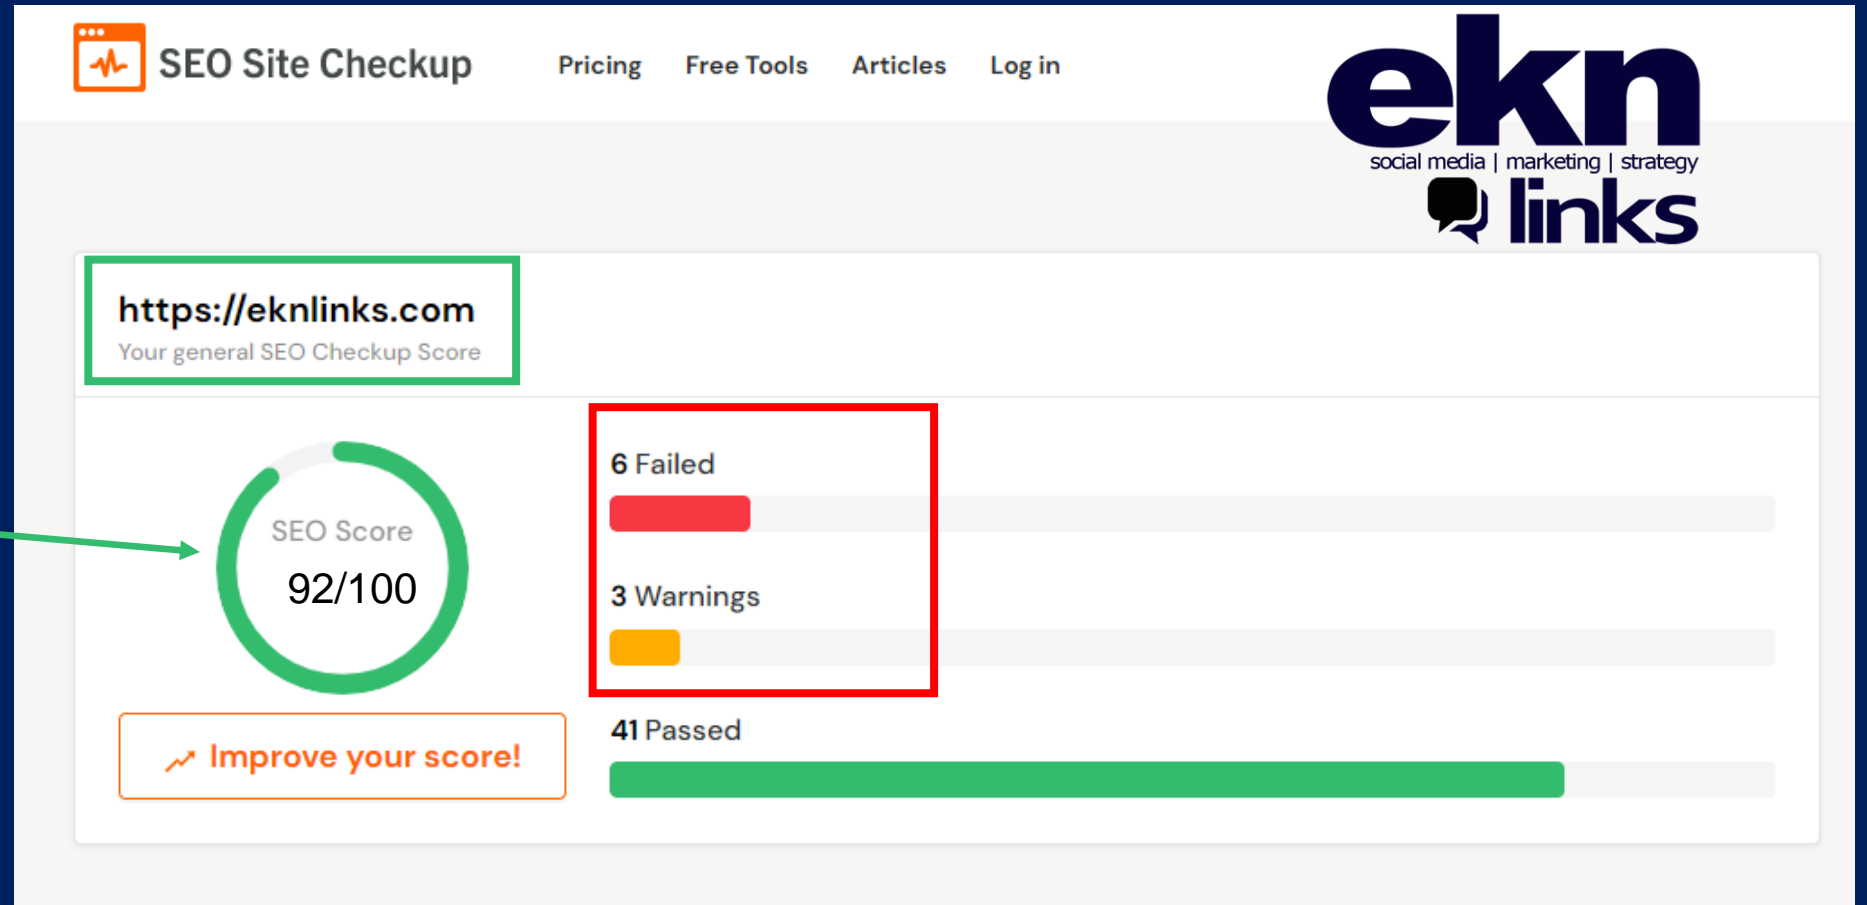 SEO Site Checkup Pricing Free Tools Articles Log in
ekn
social media | marketing | strategy
links
https://eknlinks.com
Your general SEO Checkup Score
SEO Score
92/100
Improve your score!
6 Failed
3 Warnings
41 Passed